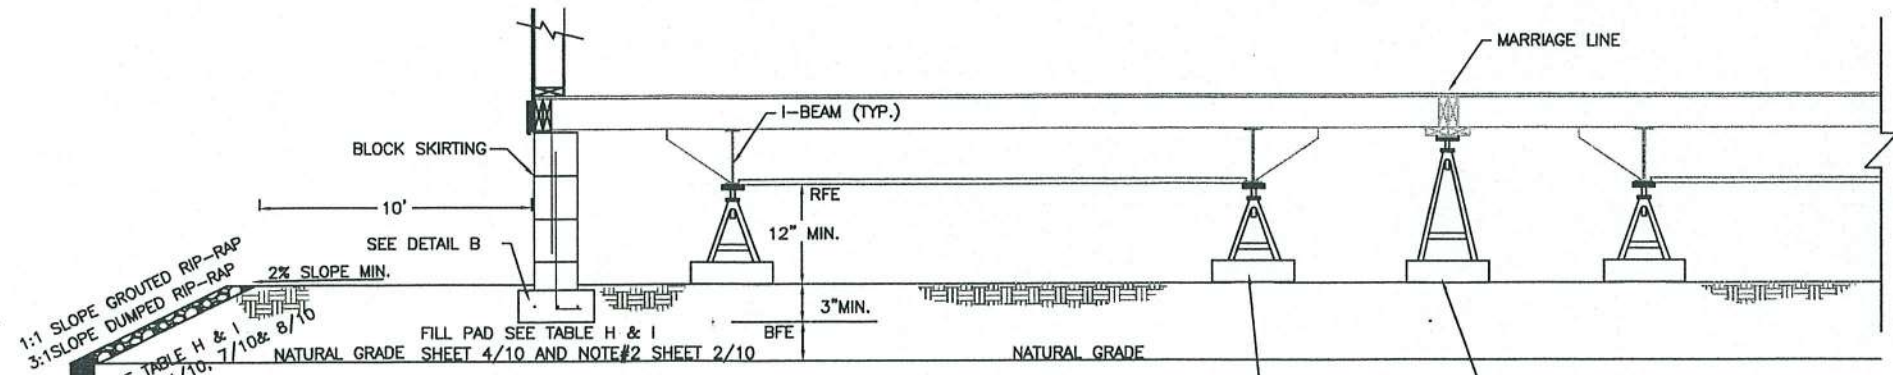 MARRIAGE LINE
I-BEAM (TYP.)
BLOCK SKIRTING
10'
RFE
12" MIN.
SEE DETAIL B
1:1 SLOPE GROUTED RIP-RAP
3:1SLOPE DUMPED RIP-RAP
2% SLOPE MIN.
3"MIN.
TABLE H & I
/10, 7/10& 8/10
FILL PAD SEE TABLE H & I
BFE
NATURAL GRADE
SHEET 4/10 AND NOTE#2 SHEET 2/10
NATURAL GRADE